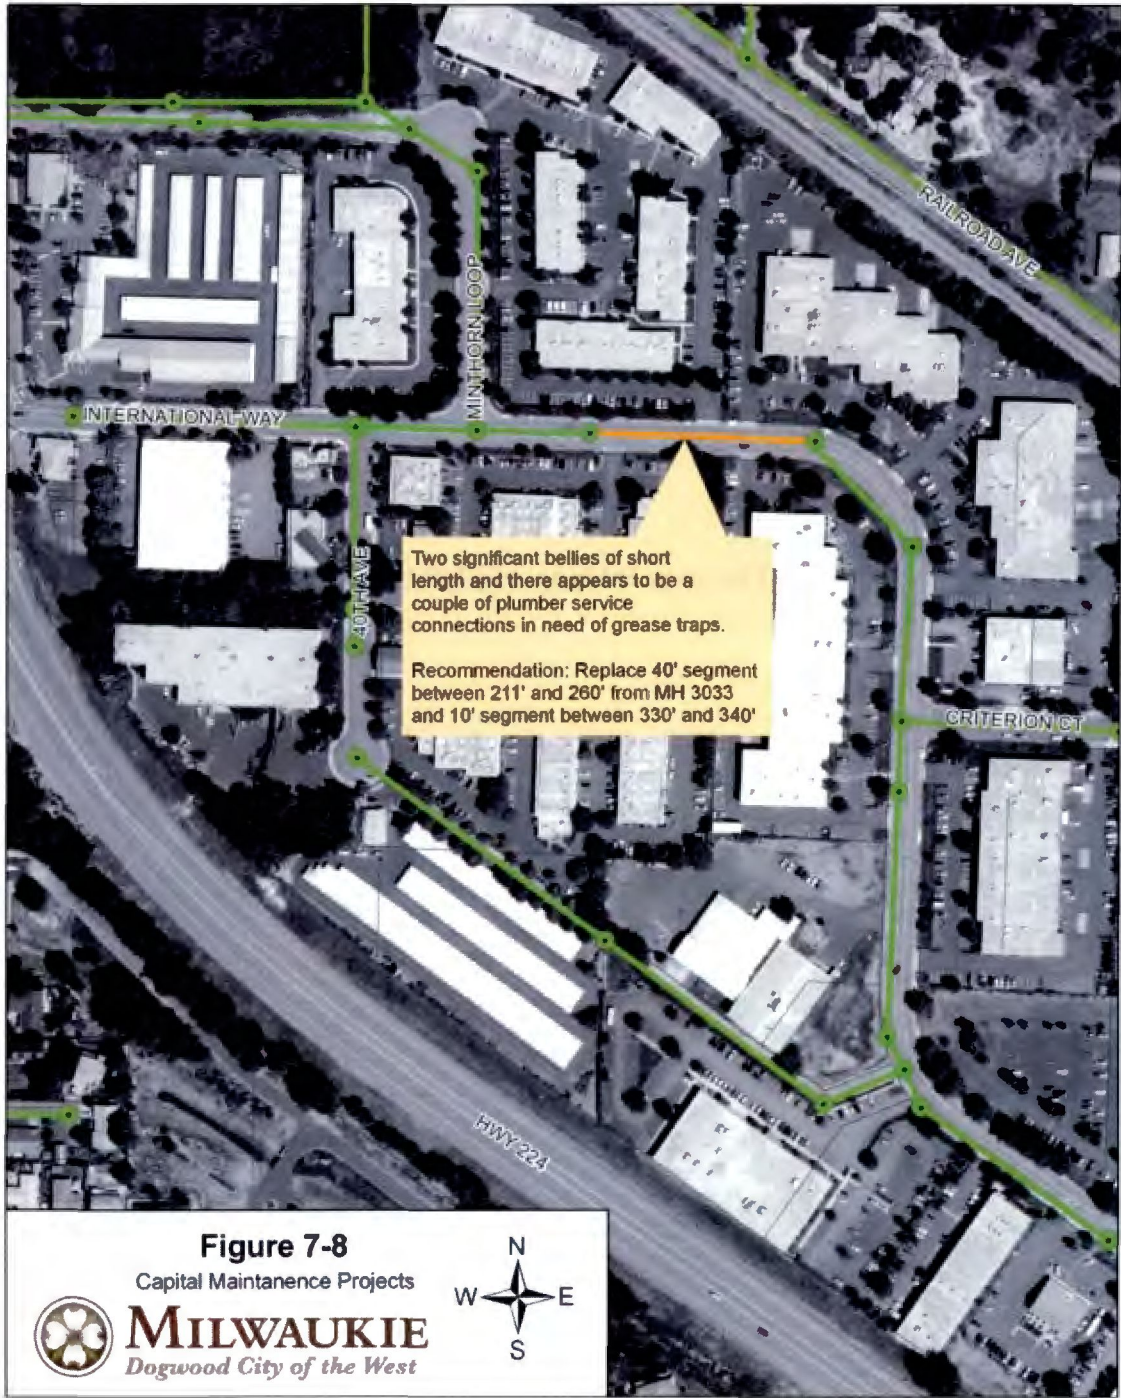 RAILROAD AVE
MINTHORN LOOP
INTERNATIONAL WAY
40TH AVE
Two significant bellies of short
length and there appears to be a
couple of plumber service
connections in need of grease traps.
Recommendation: Replace 40' segment
between 211' and 260' from MH 3033
and 10' segment between 330' and 340'
CRITERION CT
HWY 224
Figure 7-8
Capital Maintanence Projects
MILWAUKIE
Dogwood City of the West
N
W E
S